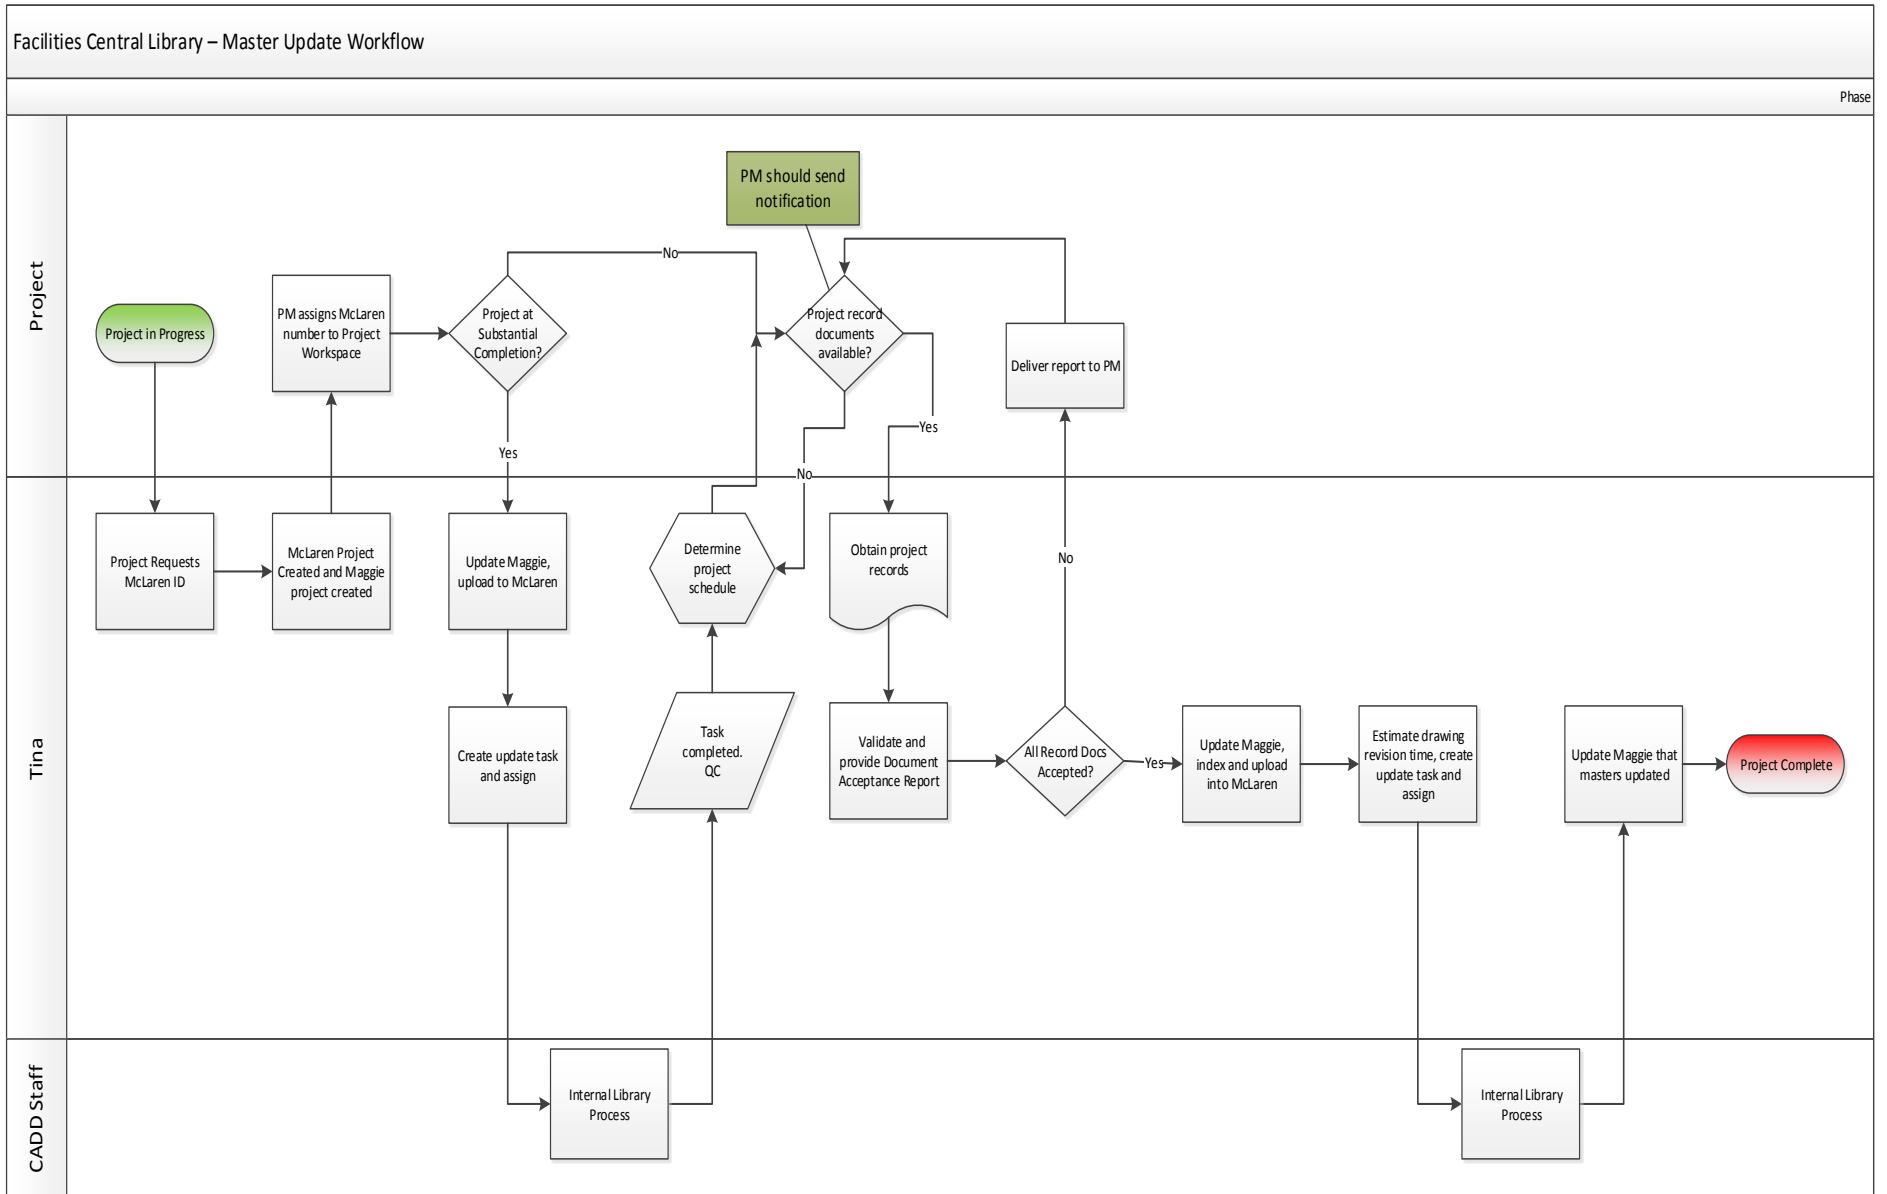 Facilities Central Library – Master Update Workflow
Phase
Project
PM should send
notification
No
Project in Progress
PM assigns McLaren
number to Project
Workspace
Project at
Substantial
Completion?
Project record
documents
available?
Deliver report to PM
Yes
Yes
No
Tina
Project Requests
McLaren ID
McLaren Project
Created and Maggie
project created
Update Maggie,
upload to McLaren
Determine
project
schedule
Obtain project
records
No
Create update task
and assign
Task
completed.
QC
Validate and
provide Document
Acceptance Report
All Record Docs
Accepted?
Yes
Update Maggie,
index and upload
into McLaren
Estimate drawing
revision time, create
update task and
assign
Update Maggie that
masters updated
Project Complete
CADD Staff
Internal Library
Process
Internal Library
Process